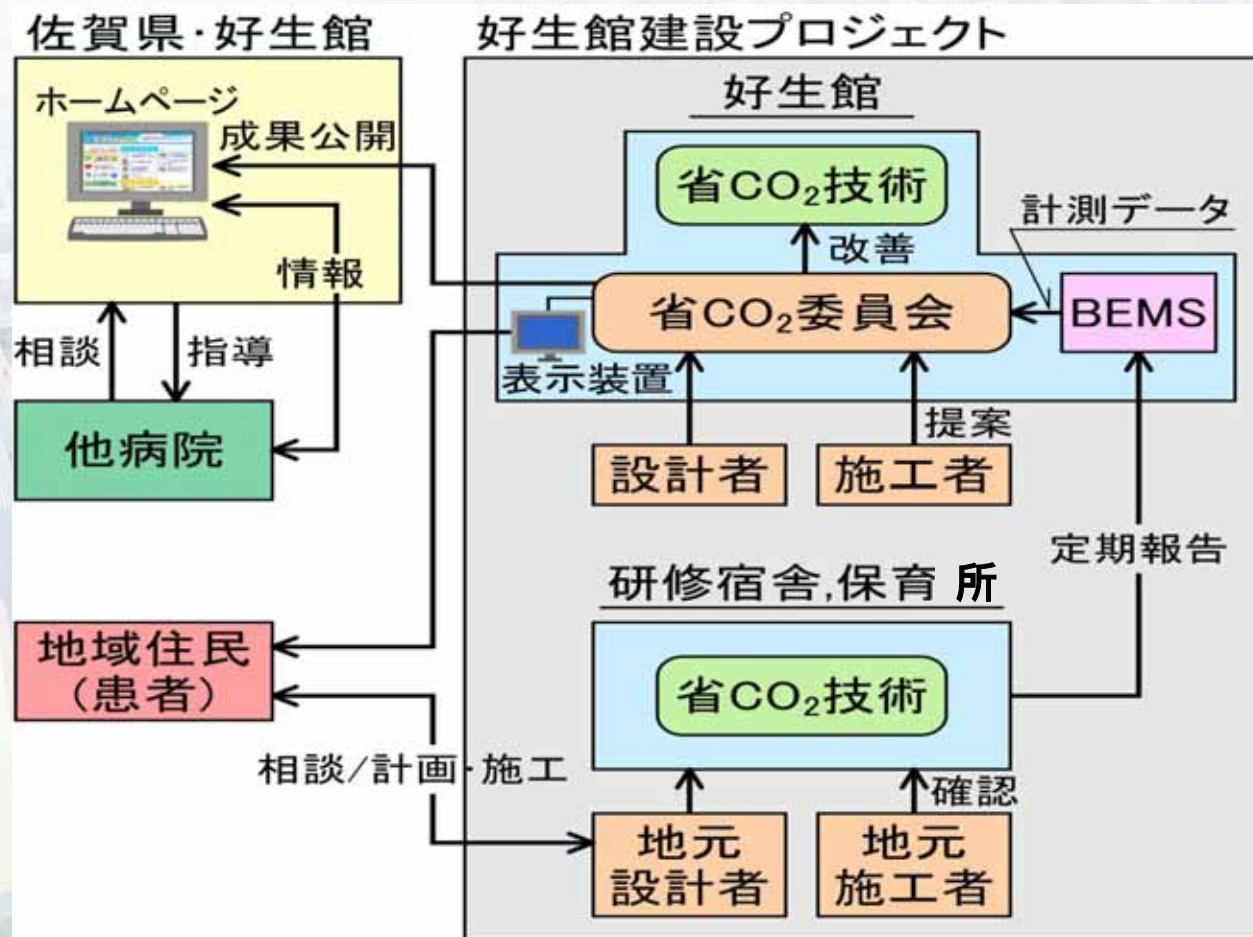 佐賀県・好生館
好生館建設プロジェクト
ホームページ
成果公開
情報
相談
指導
他病院
地域住民
(患者)
相談/計画・施工
好生館
省CO₂技術
改善
計測データ
省CO₂委員会
BEMS
表示装置
提案
設計者
施工者
定期報告
研修宿舎,保育所
省CO₂技術
確認
地元
設計者
地元
施工者